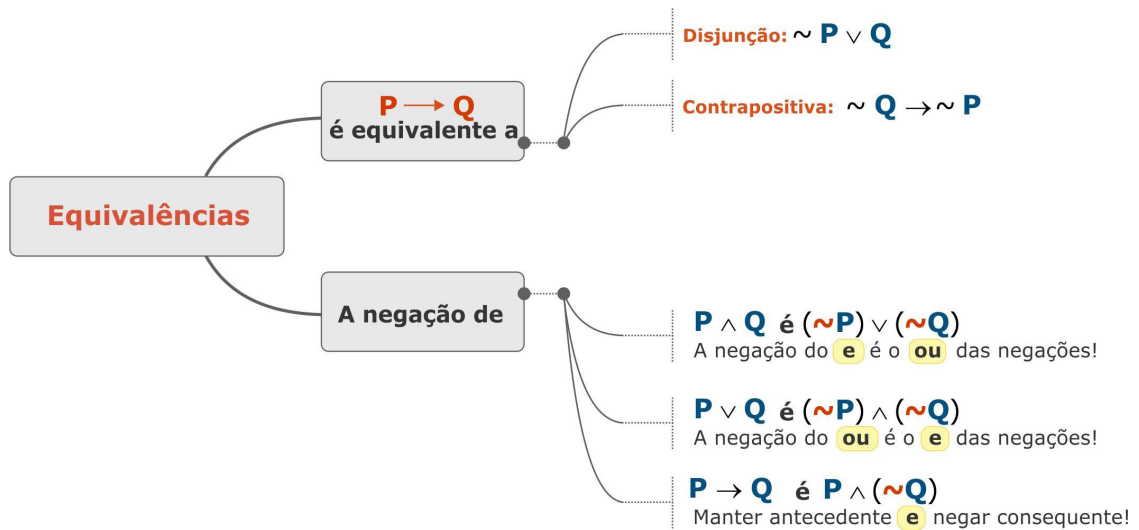 Equivalências
P → Q
é equivalente a
Disjunção: ~ P ∨ Q
Contrapositiva: ~ Q → ~ P
A negação de
P ∧ Q é (~P) ∨ (~Q)
A negação do e é o ou das negações!
P ∨ Q é (~P) ∧ (~Q)
A negação do ou é o e das negações!
P → Q é P ∧ (~Q)
Manter antecedente e negar consequente!